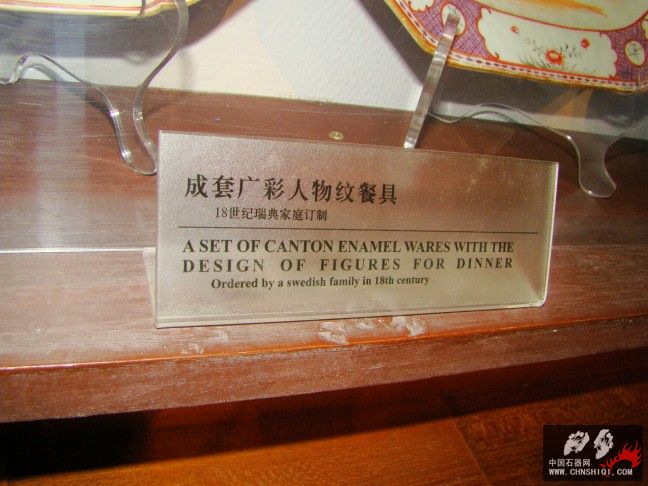 成套广彩人物纹餐具
18世纪瑞典家庭订制
A SET OF CANTON ENAMEL WARES WITH THE
DESIGN OF FIGURES FOR DINNER
Ordered by a swedish family in 18th century
中国石器网
WWW.CHNSHIQI.COM